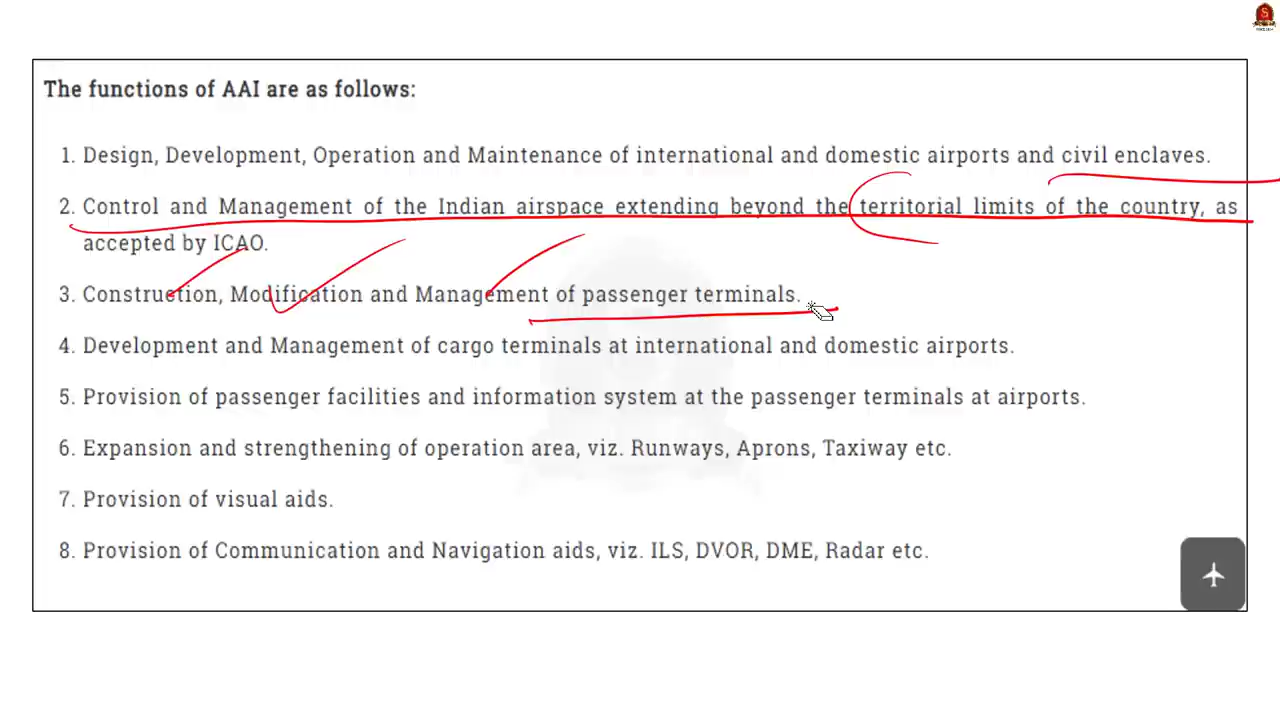 The functions of AAI are as follows:
1. Design, Development, Operation and Maintenance of international and domestic airports and civil enclaves.
2. Control and Management of the Indian airspace extending beyond the territorial limits of the country, as
accepted by ICAO.
3. Construction, Modification and Management of passenger terminals.
4. Development and Management of cargo terminals at international and domestic airports.
5. Provision of passenger facilities and information system at the passenger terminals at airports.
6. Expansion and strengthening of operation area, viz. Runways, Aprons, Taxiway etc.
7. Provision of visual aids.
8. Provision of Communication and Navigation aids, viz. ILS, DVOR, DME, Radar etc.